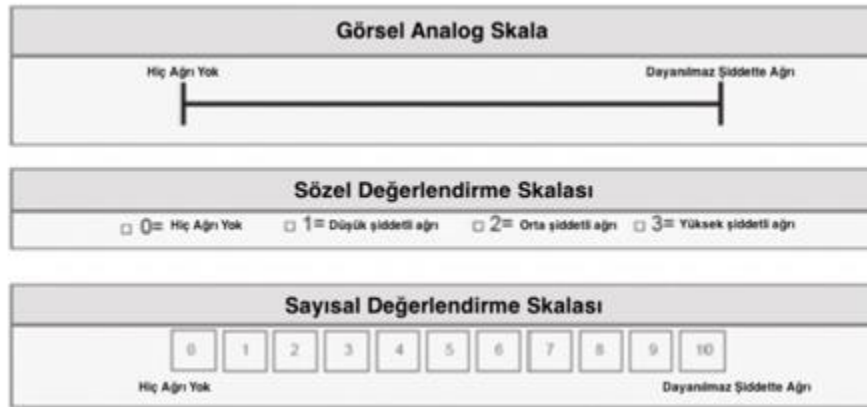 Görsel Analog Skala
Hiç Ağrı Yok Dayanılmaz Şiddette Ağrı
Sözel Değerlendirme Skalası
0= Hiç Ağrı Yok 1= Düşük şiddetli ağrı 2= Orta şiddetli ağrı 3= Yüksek şiddetli ağrı
Sayısal Değerlendirme Skalası
0 1 2 3 4 5 6 7 8 9 10
Hiç Ağrı Yok Dayanılmaz Şiddette Ağrı